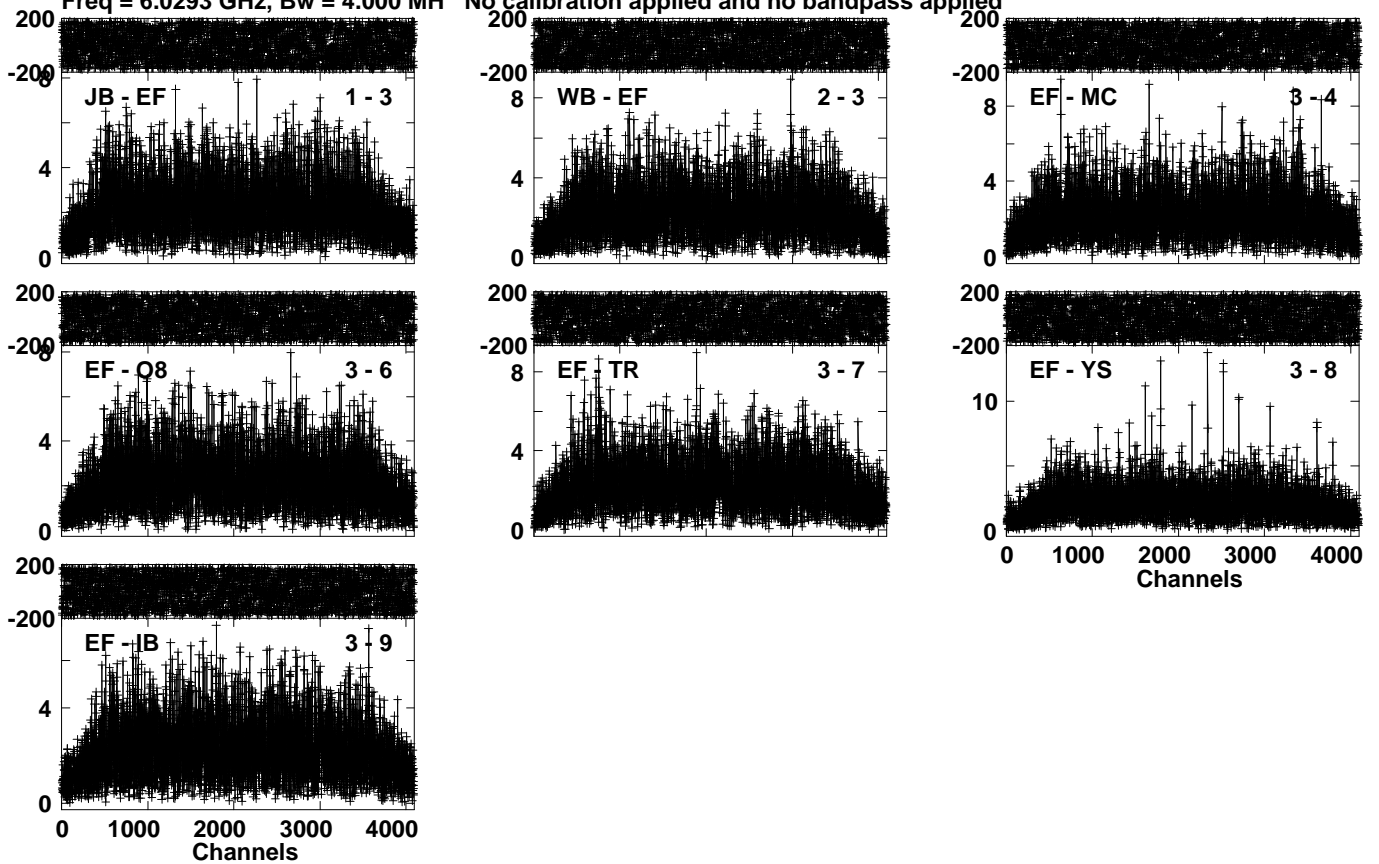 Freq = 6.0293 GHz, Bw = 4.000 MH No calibration applied and no bandpass applied
200
-200
8
4
0
JB - EF 1 - 3
200
-200
8
4
0
WB - EF 2 - 3
200
-200
8
4
0
EF - MC 3 - 4
200
-200
8
4
0
EF - O8 3 - 6
200
-200
8
4
0
EF - TR 3 - 7
200
-200
10
0
EF - YS 3 - 8
0 1000 2000 3000 4000
Channels
200
-200
4
0
EF - IB 3 - 9
0 1000 2000 3000 4000
Channels